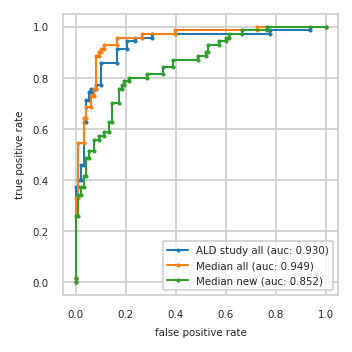 1.0
0.8
0.6
0.4
0.2
0.0
true positive rate
ALD study all (auc: 0.930)
Median all (auc: 0.949)
Median new (auc: 0.852)
0.0 0.2 0.4 0.6 0.8 1.0
false positive rate